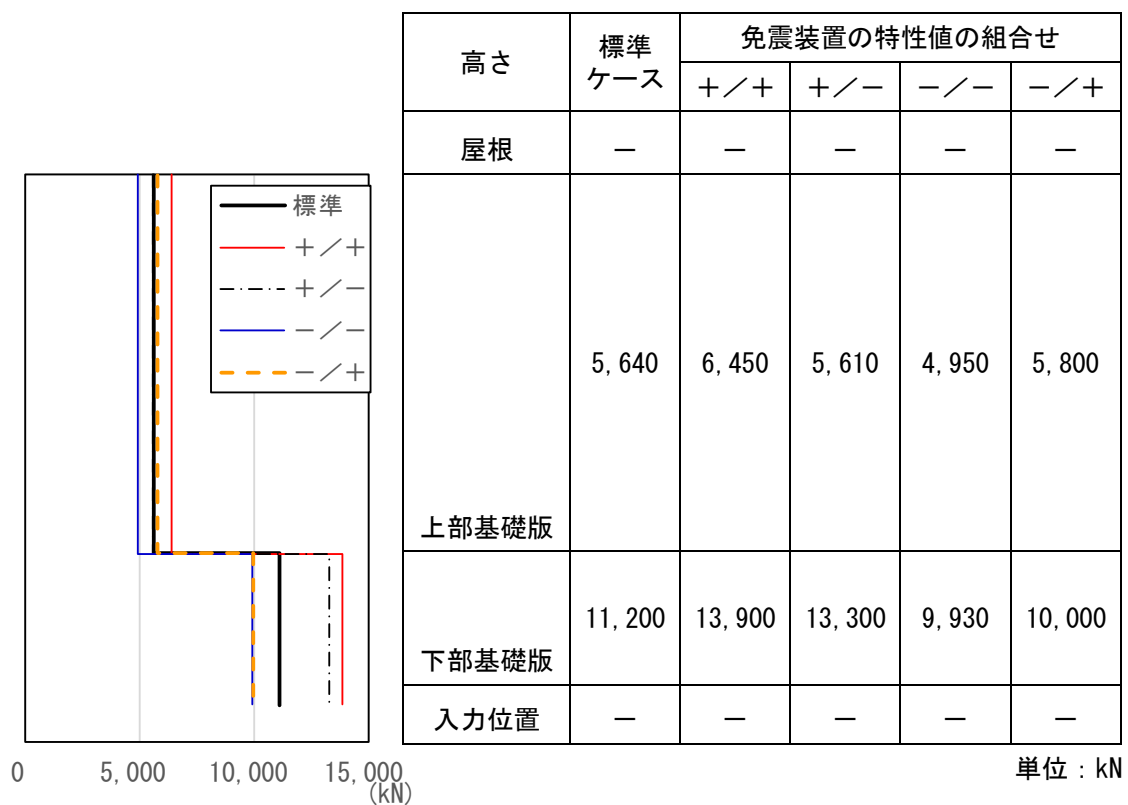 標準
＋／＋
＋／－
－／－
－／＋
0 5,000 10,000 15,000
(kN)
高さ 標準ケース 免震装置の特性値の組合せ
＋／＋ ＋／－ －／－ －／＋
屋根 － － － － －
上部基礎版 5,640 6,450 5,610 4,950 5,800
下部基礎版 11,200 13,900 13,300 9,930 10,000
入力位置 － － － － －
単位：kN